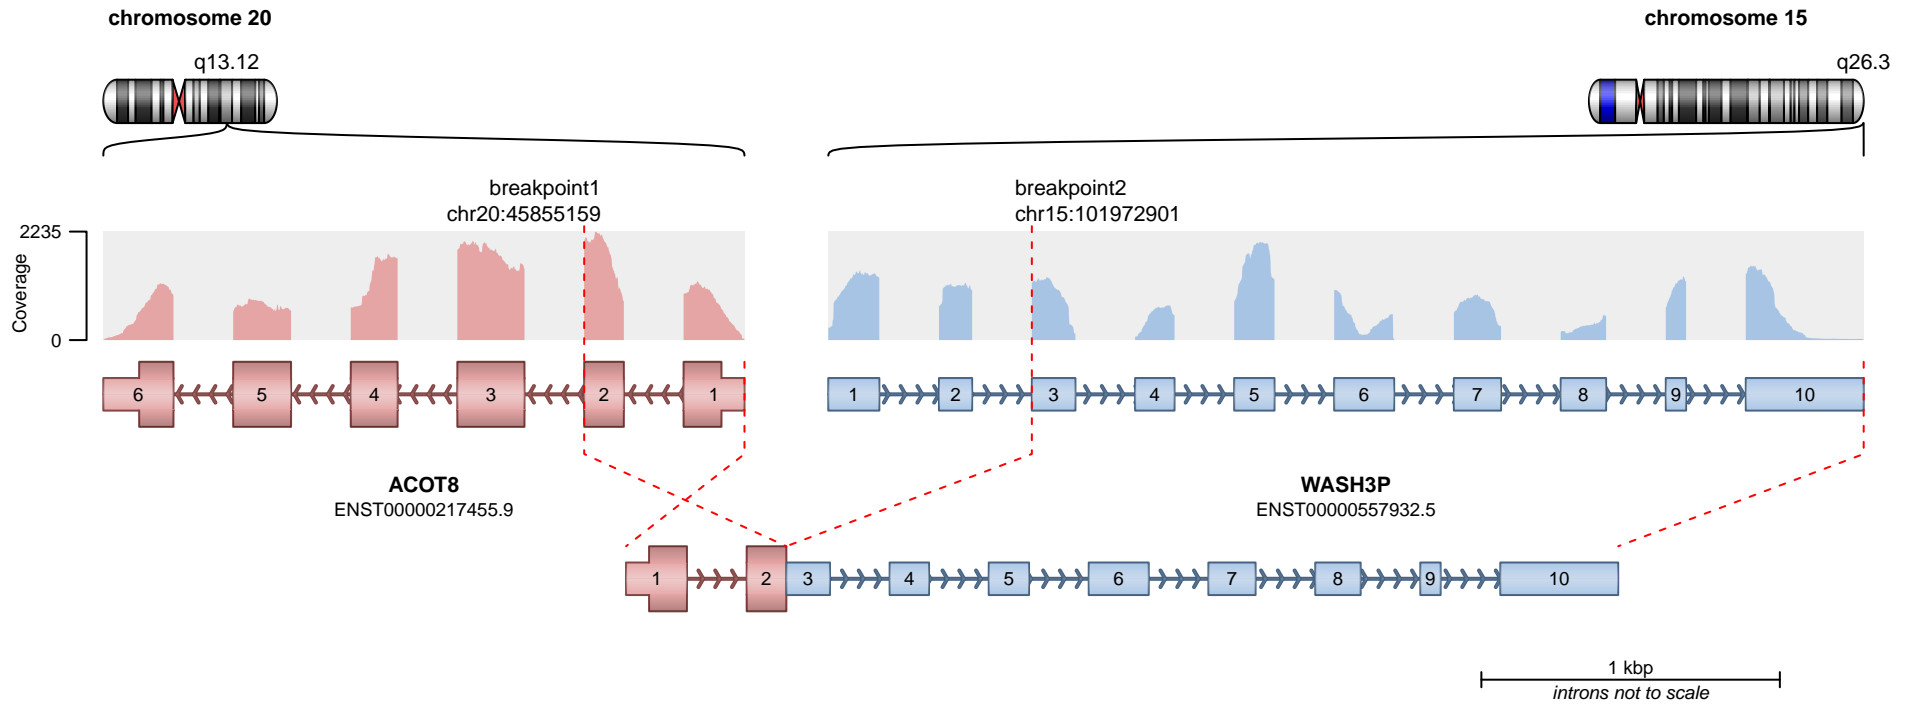 chromosome 20
chromosome 15
q13.12
q26.3
breakpoint1
chr20:45855159
breakpoint2
chr15:101972901
2235
Coverage
0
6 5 4 3 2 1
1 2 3 4 5 6 7 8 9 10
ACOT8
ENST00000217455.9
WASH3P
ENST00000557932.5
1 2 3 4 5 6 7 8 9 10
1 kbp
introns not to scale